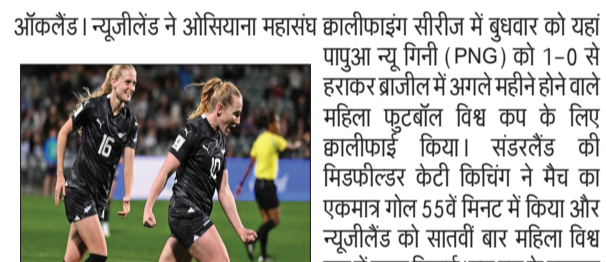 ऑकलैंड। न्यूजीलेंड ने ओसियाना महासंघ क्वालीफाइंग सीरीज में बुधवार को यहां
पापुआ न्यू गिनी (PNG) को 1-0 से
हराकर ब्राजील में अगले महीने होने वाले
महिला फुटबॉल विश्व कप के लिए
क्वालीफाई किया। संडरलैंड की
मिडफील्डर केटी किचिंग ने मैच का
एकमात्र गोल 55वें मिनट में किया और
न्यूजीलैंड को सातवीं बार महिला विश्व
16
10